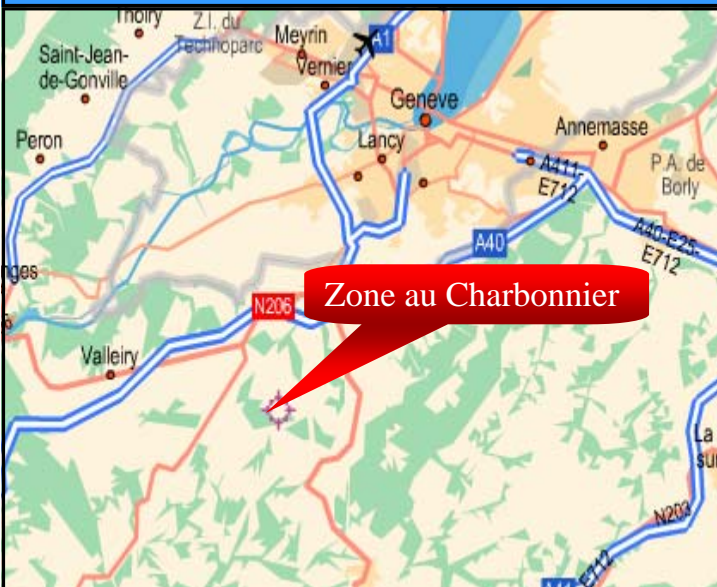 Thoiry
Z.I. du
Technoparc
Meyrin
A1
Saint-Jean-
de-Gonville
Vernier
Geneve
Peron
Lancy
Annemasse
P.A. de
Borly
A411-
E712
A40
A40-E25-
E712
nges
Zone au Charbonnier
N206
Valleiry
La
sur
N203
E712